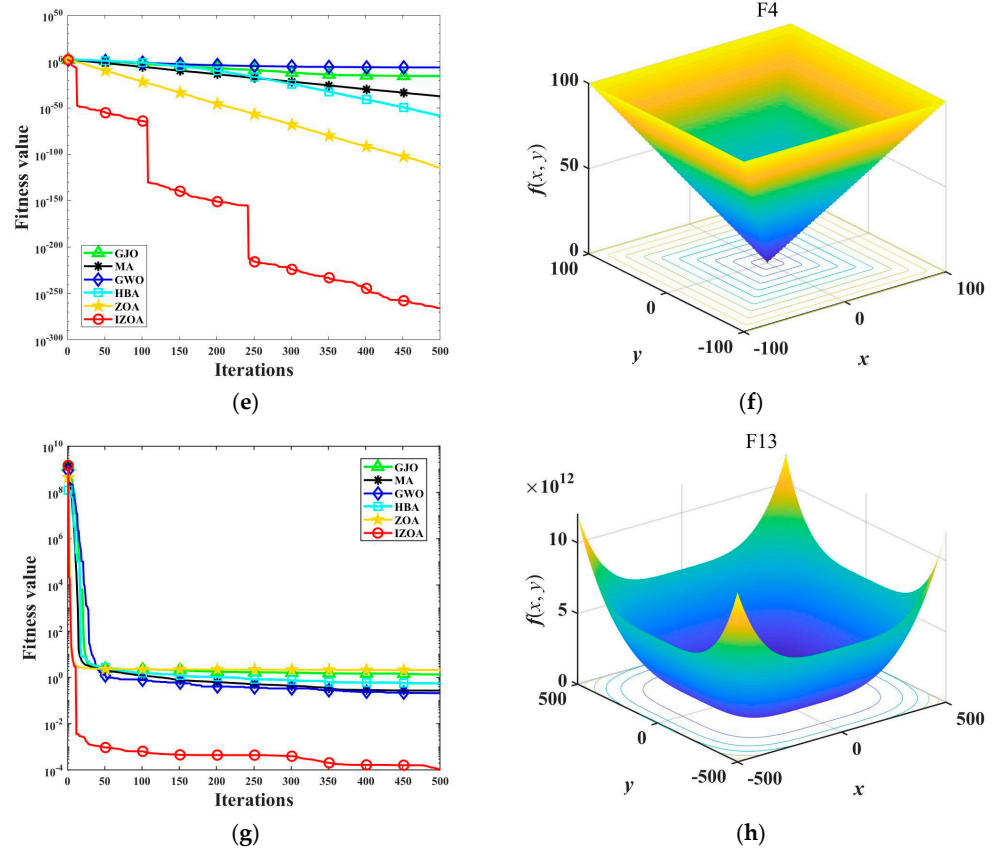 10^50
10^0
10^-50
10^-100
10^-150
10^-200
10^-250
10^-300
Fitness value
0 50 100 150 200 250 300 350 400 450 500
Iterations
GJO
MA
GWO
HBA
ZOA
IZOA
(e)
F4
100
50
0
f(x, y)
100
0
-100
y
-100
0
100
x
(f)
10^10
10^8
10^6
10^4
10^2
10^0
10^-2
10^-4
Fitness value
0 50 100 150 200 250 300 350 400 450 500
Iterations
GJO
MA
GWO
HBA
ZOA
IZOA
(g)
F13
×10^12
10
5
0
f(x, y)
500
0
-500
y
-500
0
500
x
(h)